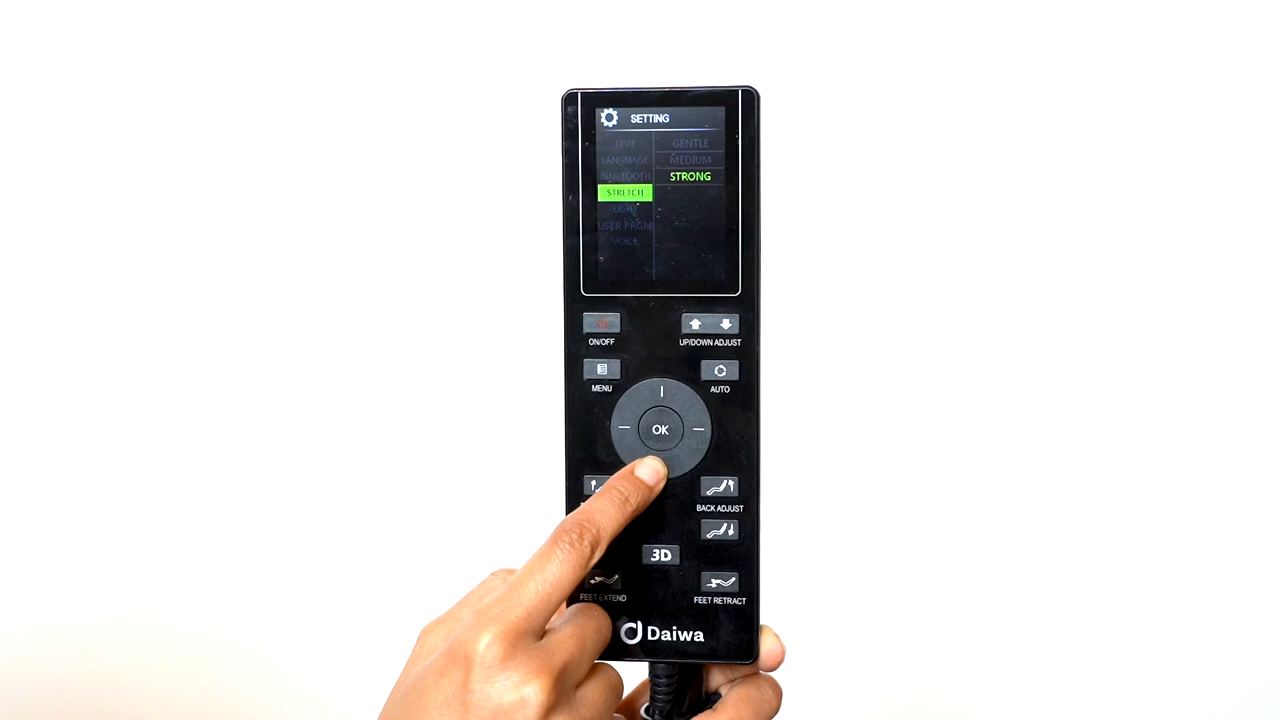 SETTING
TIME GENTLE
LANGUAGE MEDIUM
BLUETOOTH STRONG
STRETCH
LIGHT
USER PRGM
VOICE
ON/OFF UP/DOWN ADJUST
MENU AUTO
OK
BACK ADJUST
3D
FEET EXTEND FEET RETRACT
Daiwa